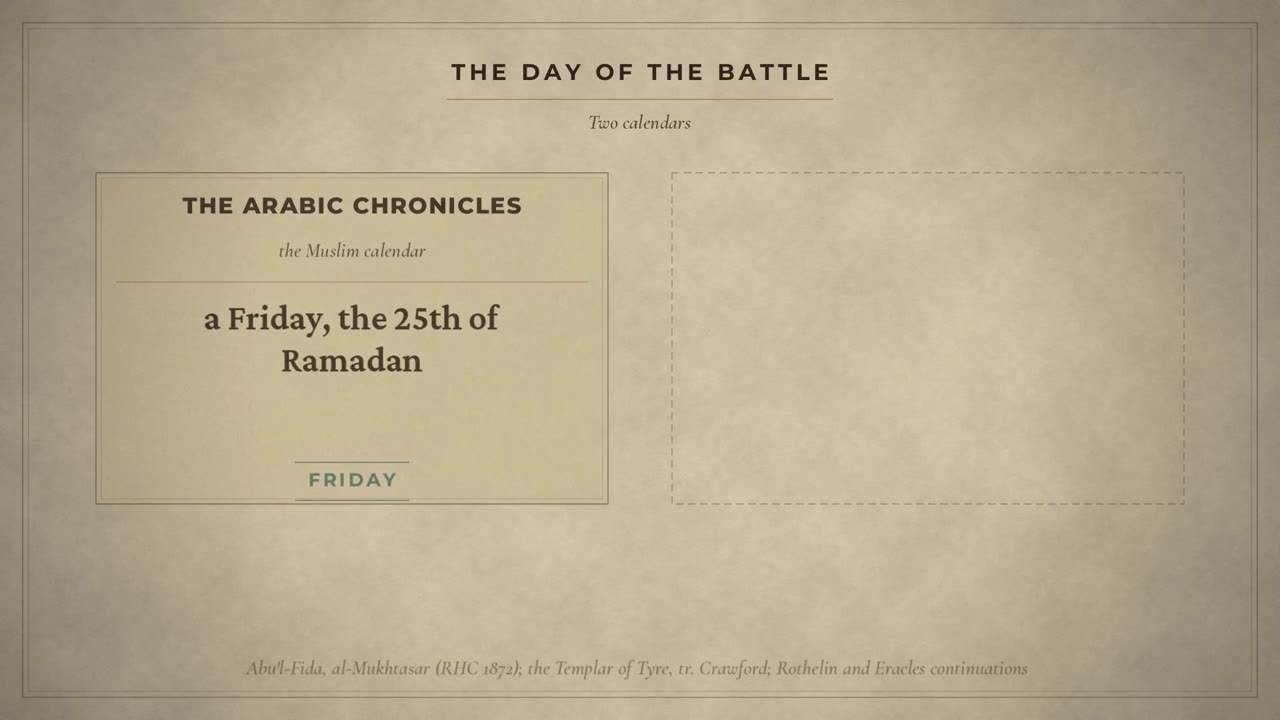 THE DAY OF THE BATTLE
Two calendars
THE ARABIC CHRONICLES
the Muslim calendar
a Friday, the 25th of
Ramadan
FRIDAY
Abu'l-Fida, al-Mukhtasar (RHC 1872); the Templar of Tyre, tr. Crawford; Rothelin and Eracles continuations